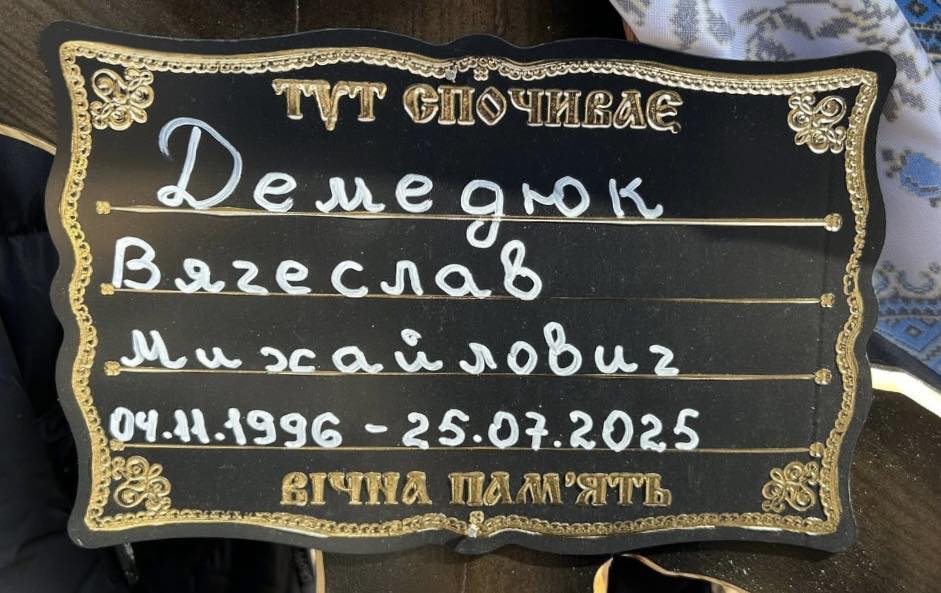 ТУТ СПОЧИВАЄ
Демедюк
Вячеслав
Михайлович
04.11.1996 - 25.07.2025
ВІЧНА ПАМ'ЯТЬ